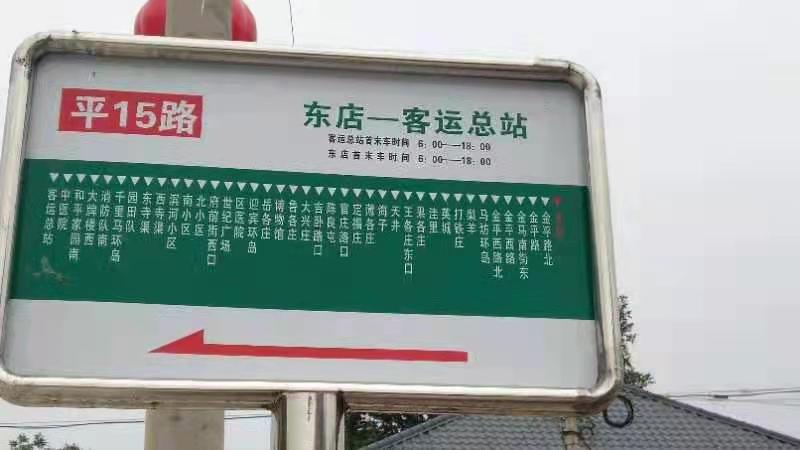 平15路
东店—客运总站
客运总站首末车时间 6:00—18:00
东店首末车时间 6:00—18:00
客运总站
中医院
和平家园南
大牌楼西
消防队南
千里马环岛
园田队
东寺渠
西寺渠
滨河小区
南小区
北小区
府前街西口
世纪广场
区医院
迎宾环岛
岳各庄
博物馆
鲁各庄
大兴庄
吉卧路口
陈良屯
官庄路口
定福庄
薄各庄
海子
天井
王各庄东口
果各庄
洼里
英城
打铁庄
梨羊
马坊环岛
金平西路北
金平西路
金马南街东
金平路
金平路北